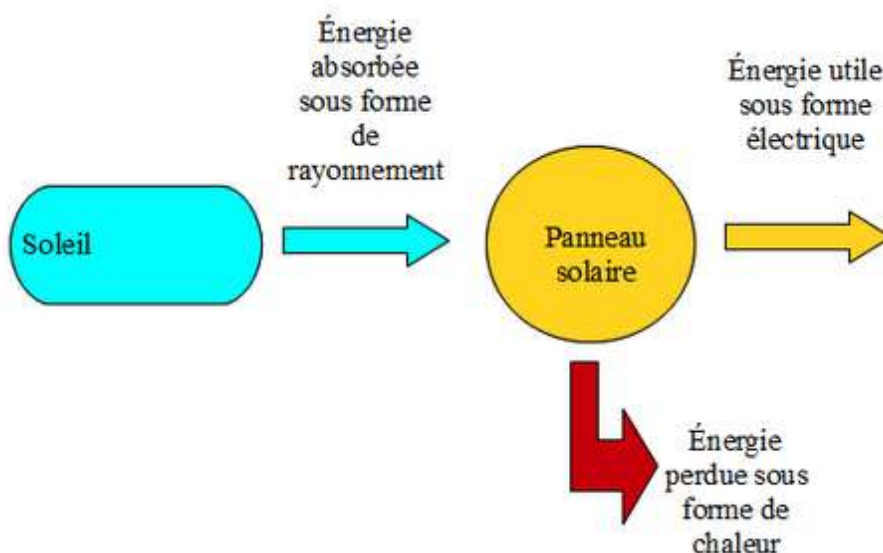 Énergie
absorbée
sous forme
de
rayonnement
Énergie utile
sous forme
électrique
Soleil
Panneau
solaire
Énergie
perdue sous
forme de
chaleur